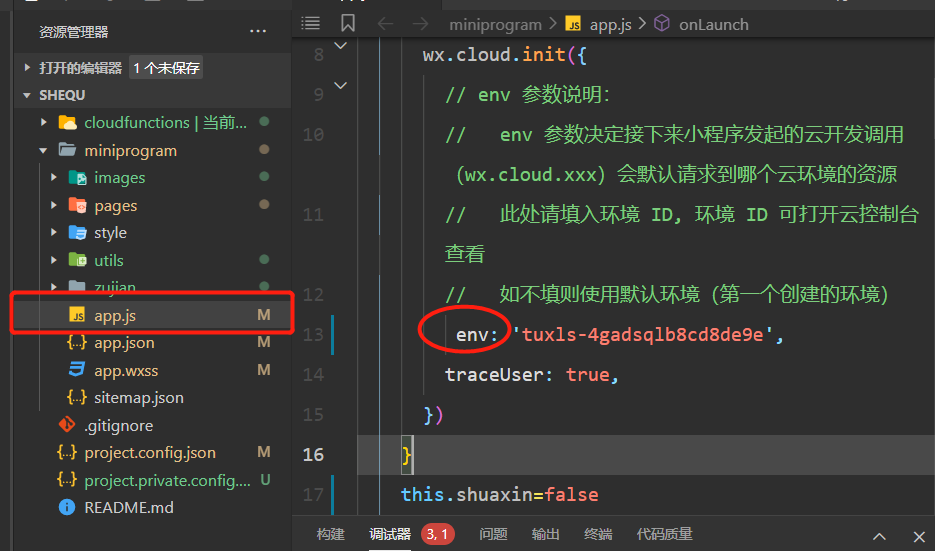 资源管理器
打开的编辑器 1 个未保存
SHEQU
cloudfunctions | 当前...
miniprogram
images
pages
style
utils
zujian
app.js M
app.json M
app.wxss M
sitemap.json
.gitignore
project.config.json M
project.private.config.... U
README.md
miniprogram > JS app.js > onLaunch
8 wx.cloud.init({
9 // env 参数说明：
10 // env 参数决定接下来小程序发起的云开发调用
（wx.cloud.xxx）会默认请求到哪个云环境的资源
11 // 此处请填入环境 ID, 环境 ID 可打开云控制台
查看
12 // 如不填则使用默认环境（第一个创建的环境）
13 env: 'tuxls-4gadsqlb8cd8de9e',
14 traceUser: true,
15 })
16 }
17 this.shuaxin=false
构建 调试器 3, 1 问题 输出 终端 代码质量